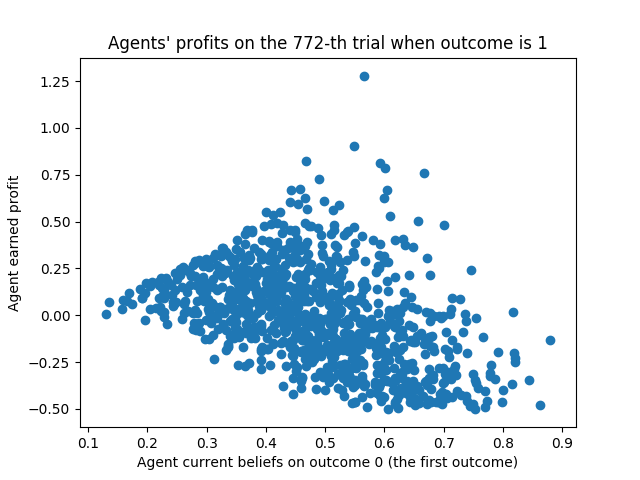 Agents' profits on the 772-th trial when outcome is 1
Agent earned profit
1.25
1.00
0.75
0.50
0.25
0.00
−0.25
−0.50
0.1 0.2 0.3 0.4 0.5 0.6 0.7 0.8 0.9
Agent current beliefs on outcome 0 (the first outcome)